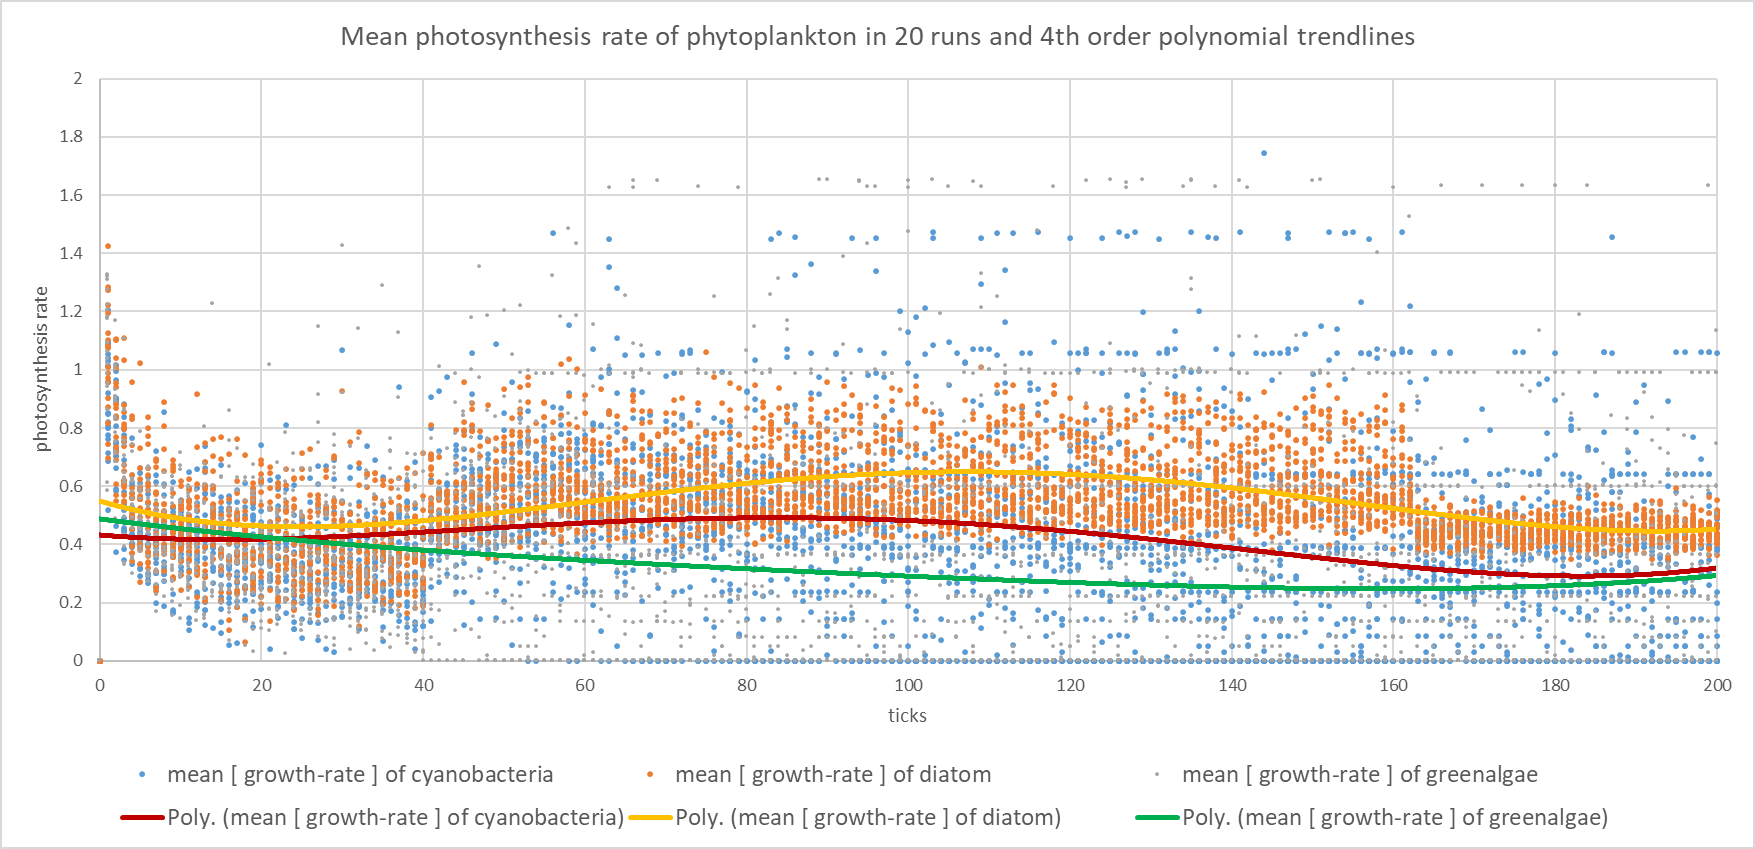 Mean photosynthesis rate of phytoplankton in 20 runs and 4th order polynomial trendlines
2
1.8
1.6
1.4
1.2
1
0.8
0.6
0.4
0.2
0
photosynthesis rate
0 20 40 60 80 100 120 140 160 180 200
ticks
mean [ growth-rate ] of cyanobacteria mean [ growth-rate ] of diatom mean [ growth-rate ] of greenalgae
Poly. (mean [ growth-rate ] of cyanobacteria) Poly. (mean [ growth-rate ] of diatom) Poly. (mean [ growth-rate ] of greenalgae)